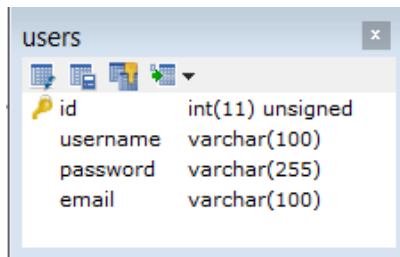 users
id int(11) unsigned
username varchar(100)
password varchar(255)
email varchar(100)